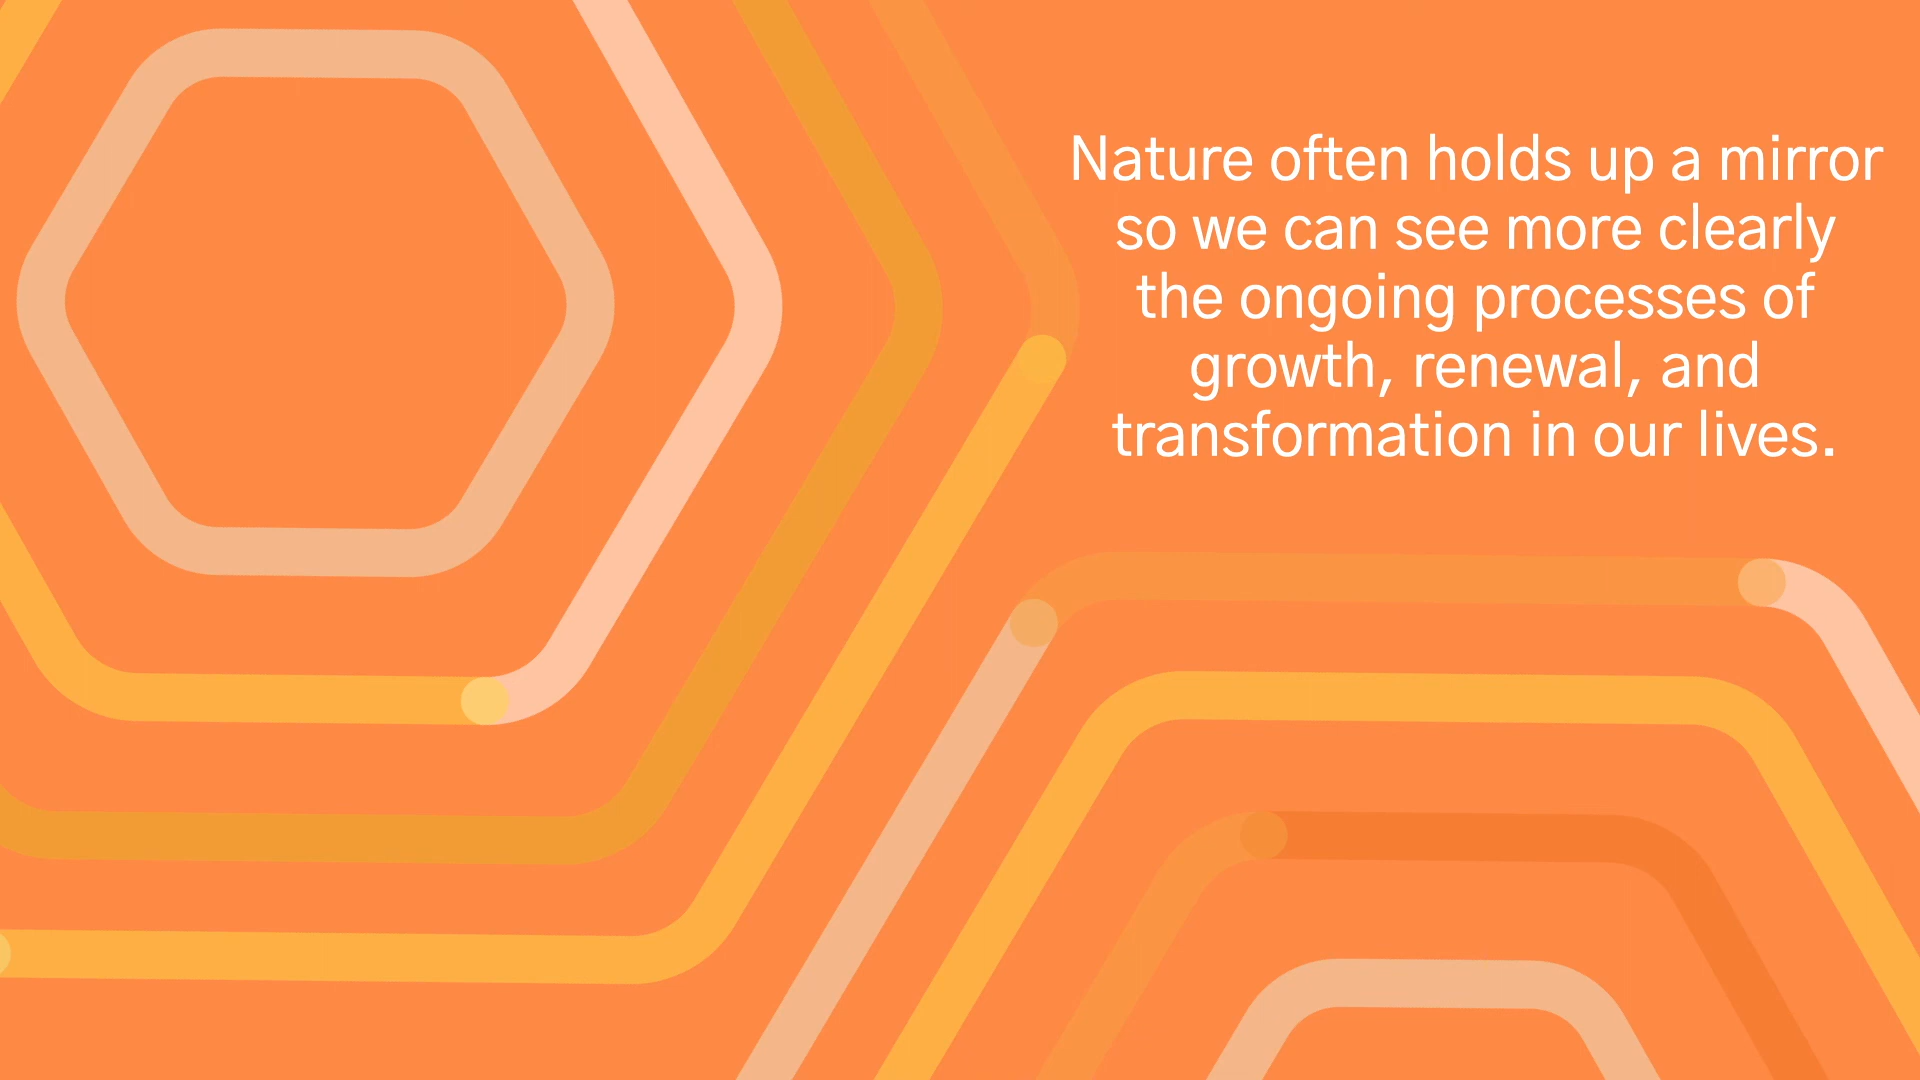 Nature often holds up a mirror
so we can see more clearly
the ongoing processes of
growth, renewal, and
transformation in our lives.